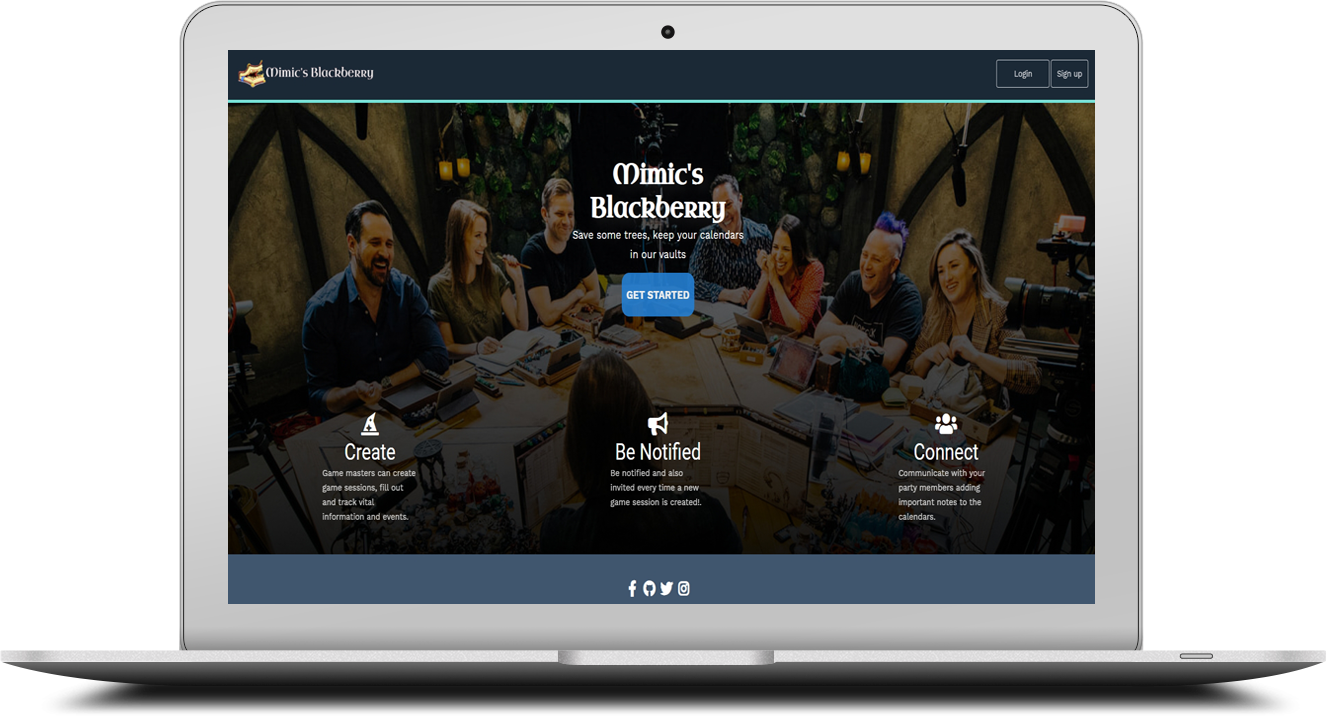 Mimic's Blackberry
Login
Sign up
Mimic's
Blackberry
Save some trees, keep your calendars
in our vaults
GET STARTED
Create
Game masters can create
game sessions, fill out
and track vital
information and events.
Be Notified
Be notified and also
invited every time a new
game session is created!.
Connect
Communicate with your
party members adding
important notes to the
calendars.